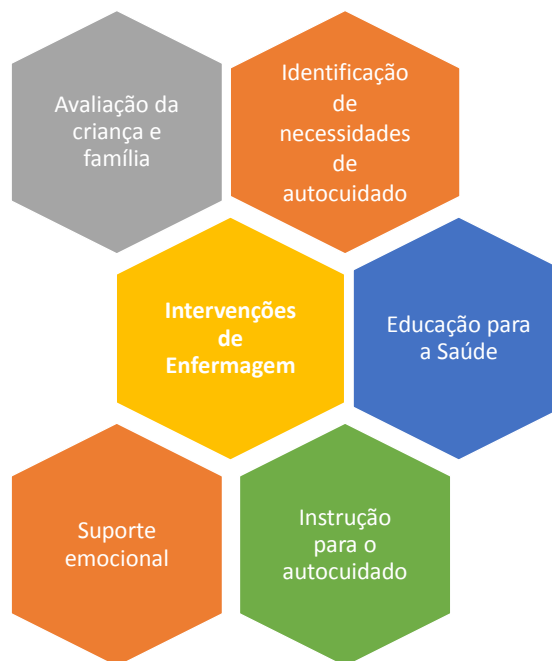 Avaliação da
criança e
família
Identificação
de
necessidades
de
autocuidado
Intervenções
de
Enfermagem
Educação para
a Saúde
Suporte
emocional
Instrução
para o
autocuidado